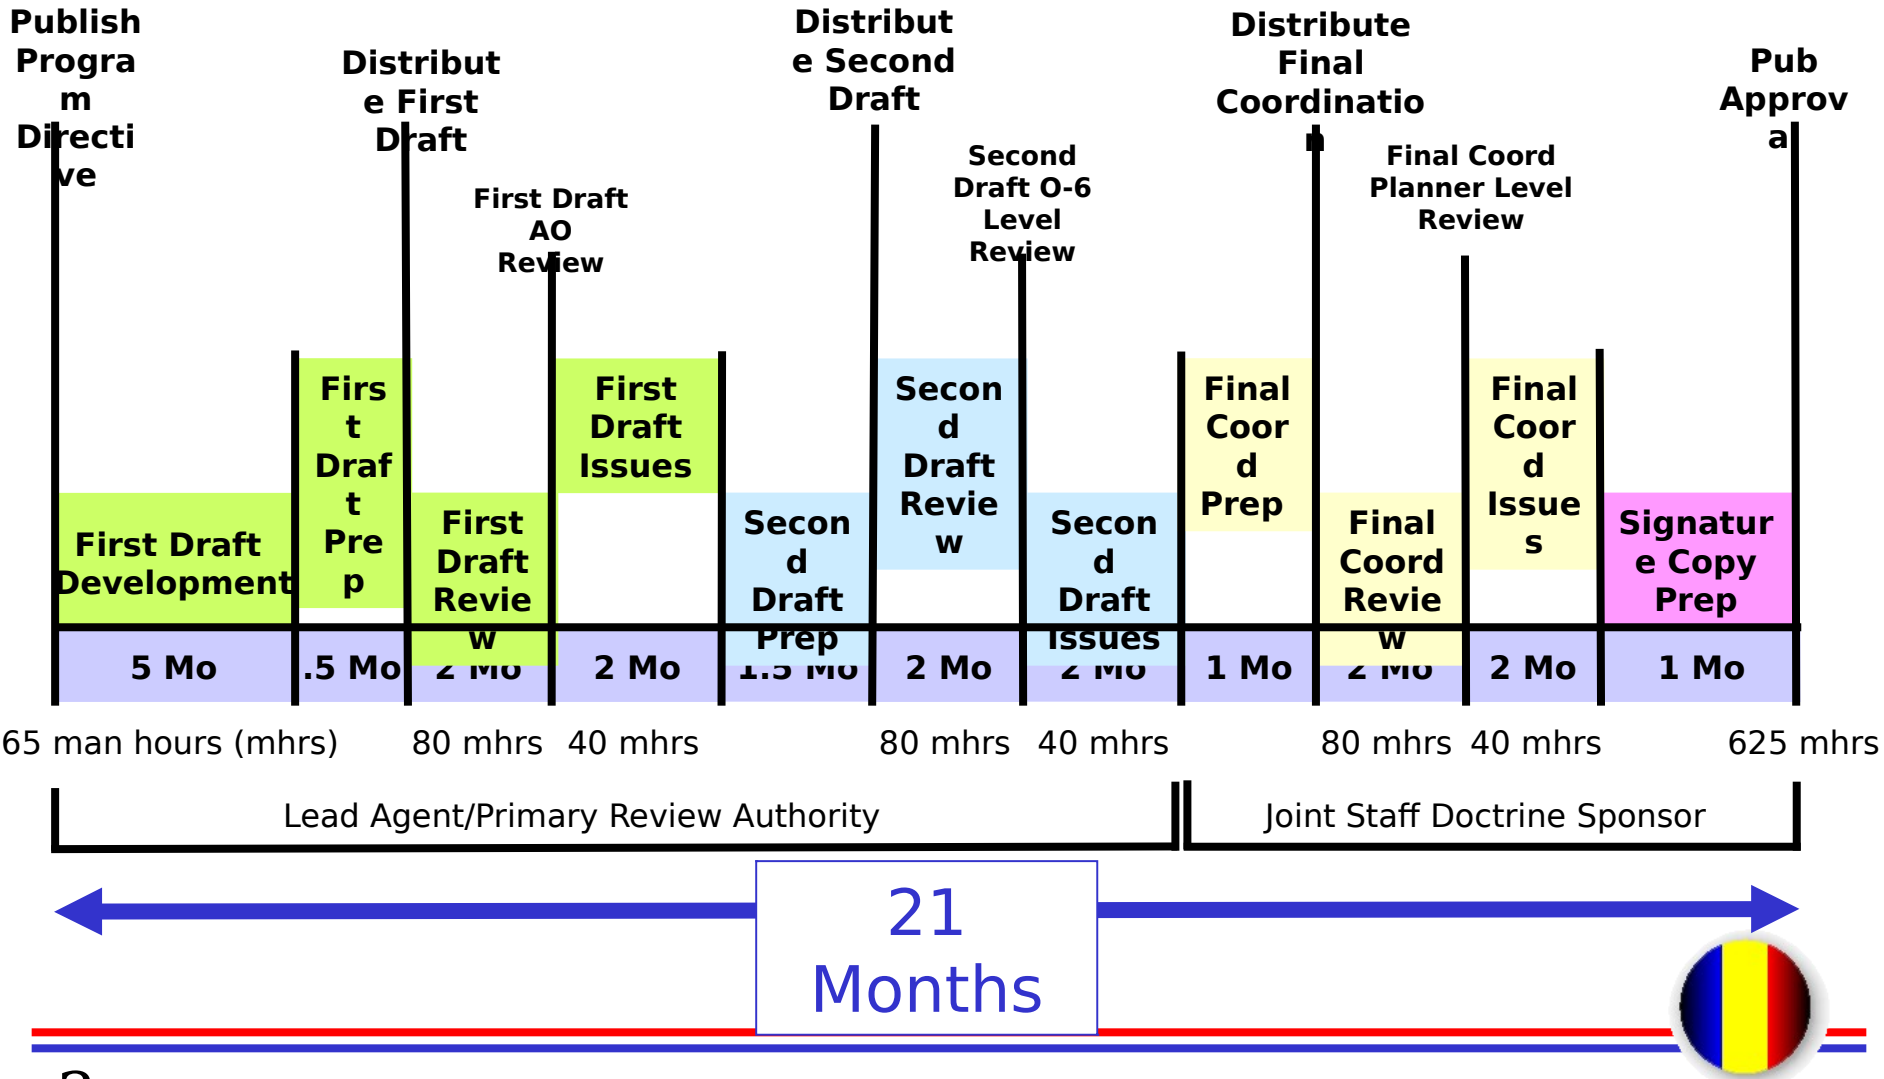 Publish
Progra
m
Directi
ve
Distribut
e First
Draft
Distribut
e Second
Draft
Distribute
Final
Coordinatio
n
Pub
Approv
a
First Draft
AO
Review
Second
Draft O-6
Level
Review
Final Coord
Planner Level
Review
First Draft
Development
Firs
t
Draf
t
Pre
p
First
Draft
Revie
w
First
Draft
Issues
Secon
d
Draft
Prep
Secon
d
Draft
Revie
w
Secon
d
Draft
Issues
Final
Coor
d
Prep
Final
Coord
Revie
w
Final
Coor
d
Issue
s
Signatur
e Copy
Prep
5 Mo
.5 Mo
2 Mo
2 Mo
1.5 Mo
2 Mo
2 Mo
1 Mo
2 Mo
2 Mo
1 Mo
65 man hours (mhrs)
80 mhrs
40 mhrs
80 mhrs
40 mhrs
80 mhrs
40 mhrs
625 mhrs
Lead Agent/Primary Review Authority
Joint Staff Doctrine Sponsor
21
Months